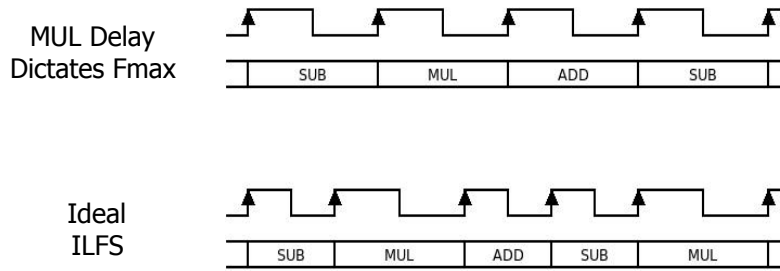 MUL Delay
Dictates Fmax
SUB MUL ADD SUB
Ideal
ILFS
SUB MUL ADD SUB MUL